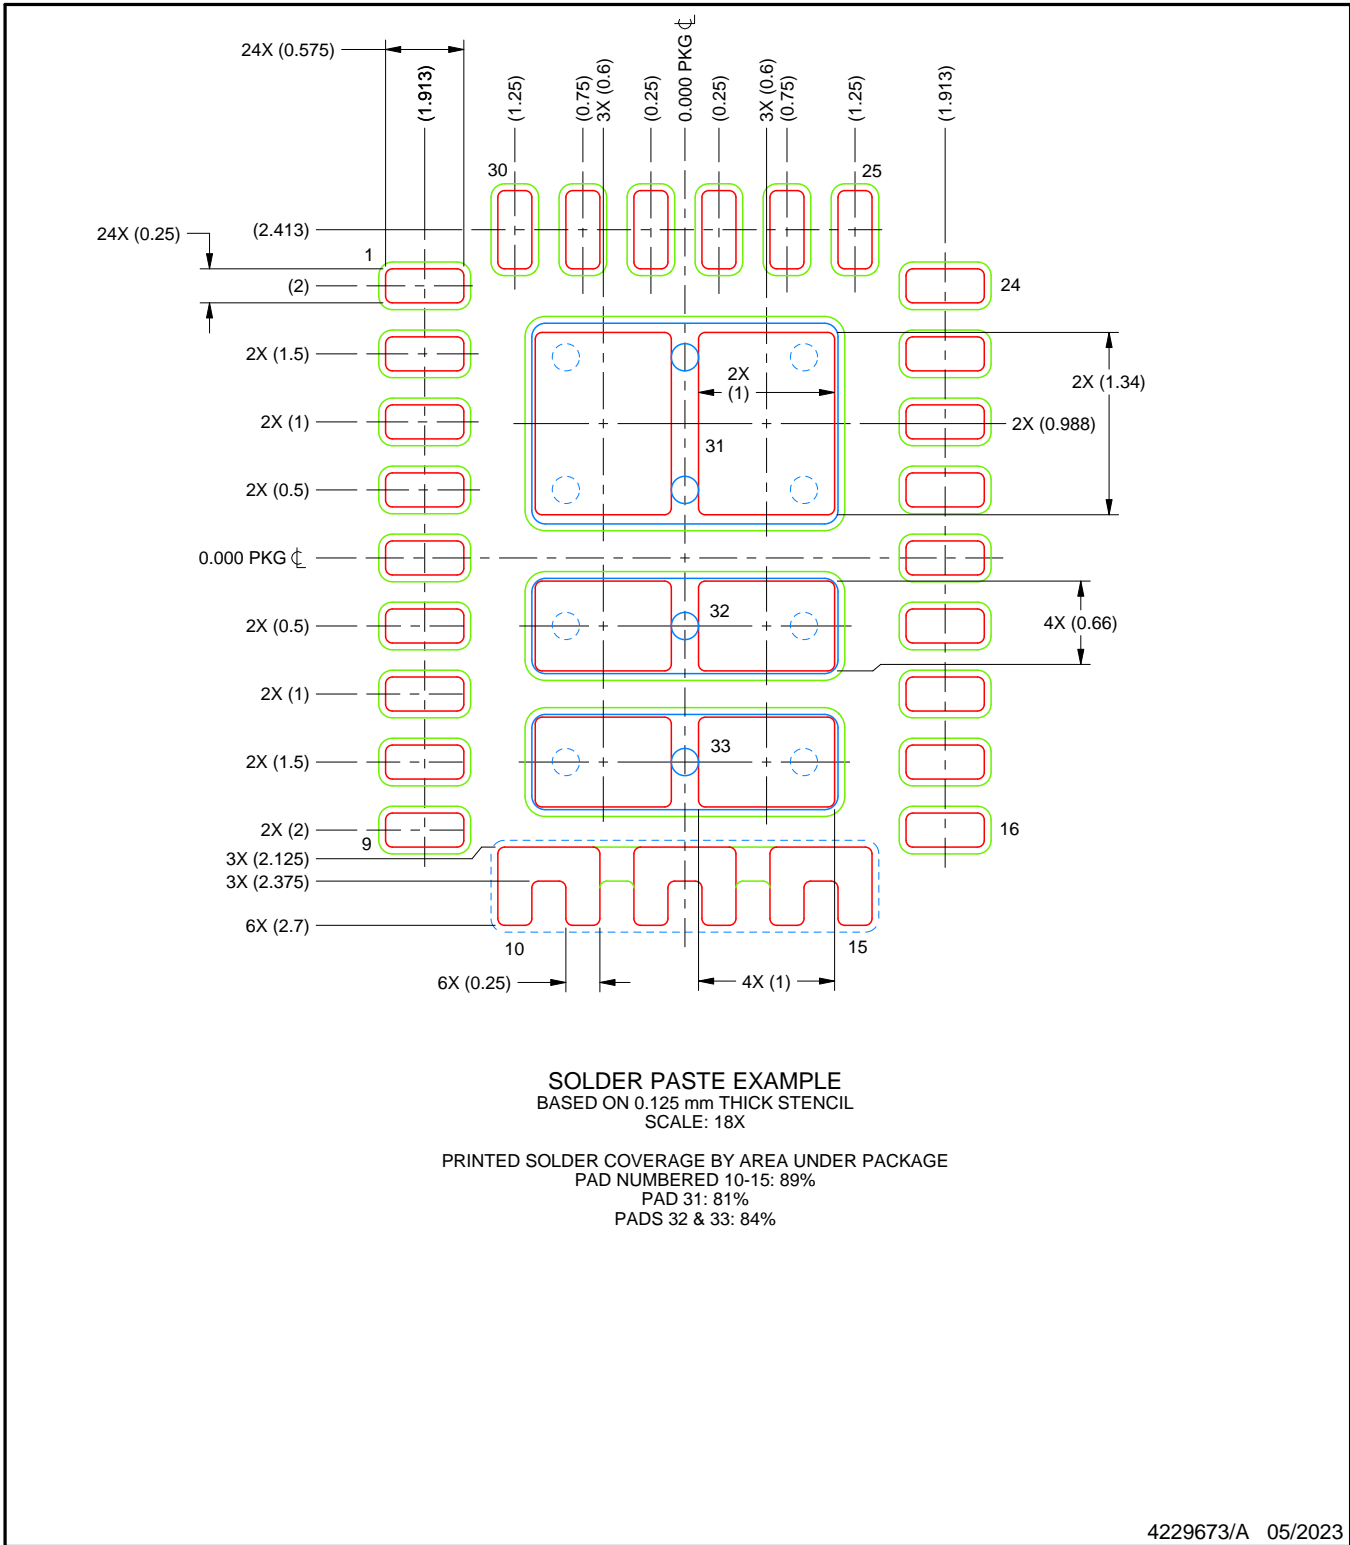 24X (0.575)
(1.913)
(1.25)
(0.75)
3X (0.6)
(0.25)
0.000 PKG ℄
(0.25)
3X (0.6)
(0.75)
(1.25)
(1.913)
30
25
24X (0.25)
(2.413)
1
(2)
24
2X (1.5)
2X
(1)
2X (1.34)
2X (1)
2X (0.988)
31
2X (0.5)
0.000 PKG ℄
32
2X (0.5)
4X (0.66)
2X (1)
33
2X (1.5)
2X (2)
9
16
3X (2.125)
3X (2.375)
6X (2.7)
10
15
6X (0.25)
4X (1)
SOLDER PASTE EXAMPLE
BASED ON 0.125 mm THICK STENCIL
SCALE: 18X
PRINTED SOLDER COVERAGE BY AREA UNDER PACKAGE
PAD NUMBERED 10-15: 89%
PAD 31: 81%
PADS 32 & 33: 84%
4229673/A 05/2023